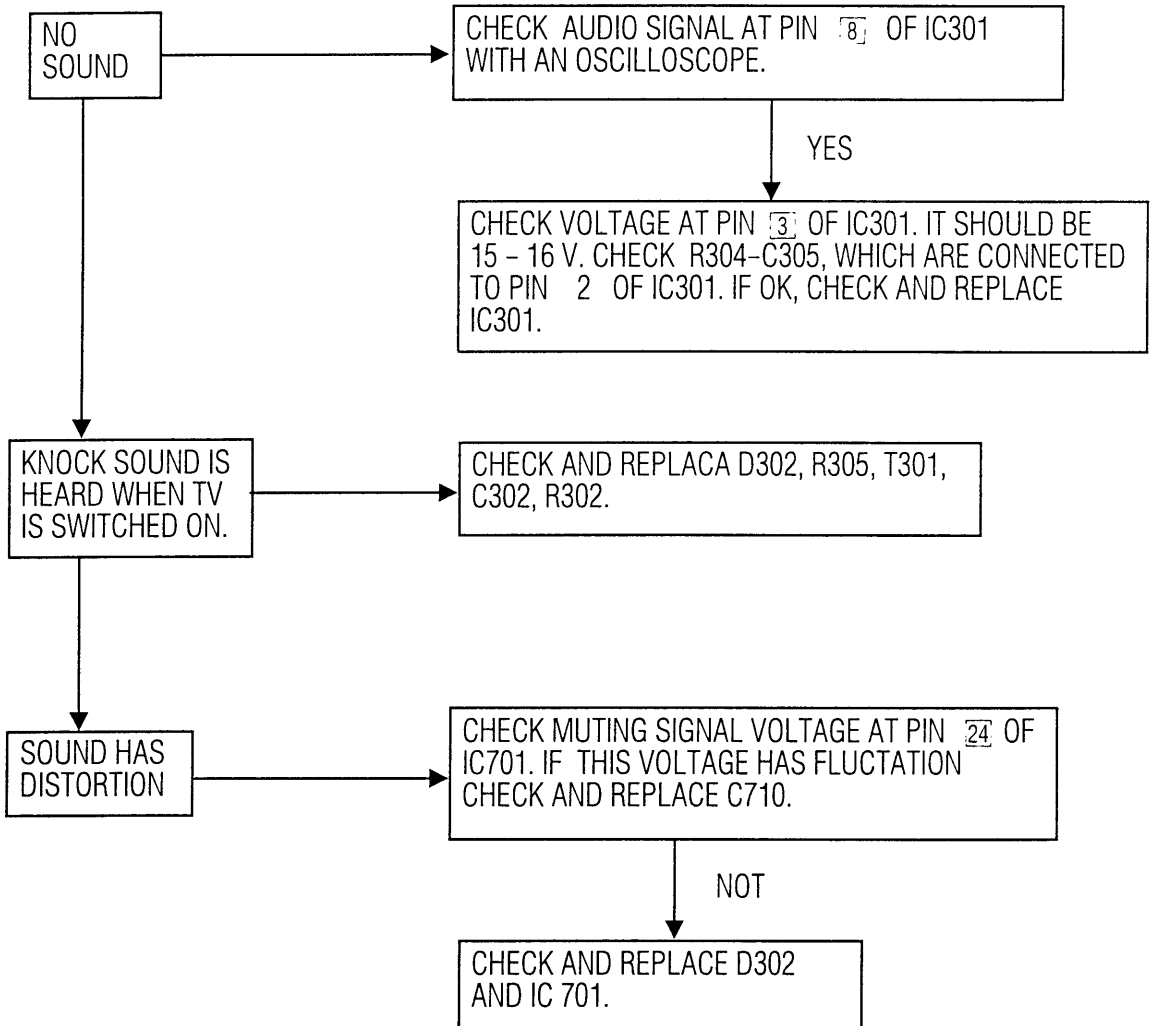 NO
SOUND
CHECK AUDIO SIGNAL AT PIN 8 OF IC301
WITH AN OSCILLOSCOPE.
YES
CHECK VOLTAGE AT PIN 3 OF IC301. IT SHOULD BE
15 – 16 V. CHECK R304–C305, WHICH ARE CONNECTED
TO PIN 2 OF IC301. IF OK, CHECK AND REPLACE
IC301.
KNOCK SOUND IS
HEARD WHEN TV
IS SWITCHED ON.
CHECK AND REPLACA D302, R305, T301,
C302, R302.
SOUND HAS
DISTORTION
CHECK MUTING SIGNAL VOLTAGE AT PIN 24 OF
IC701. IF THIS VOLTAGE HAS FLUCTATION
CHECK AND REPLACE C710.
NOT
CHECK AND REPLACE D302
AND IC 701.